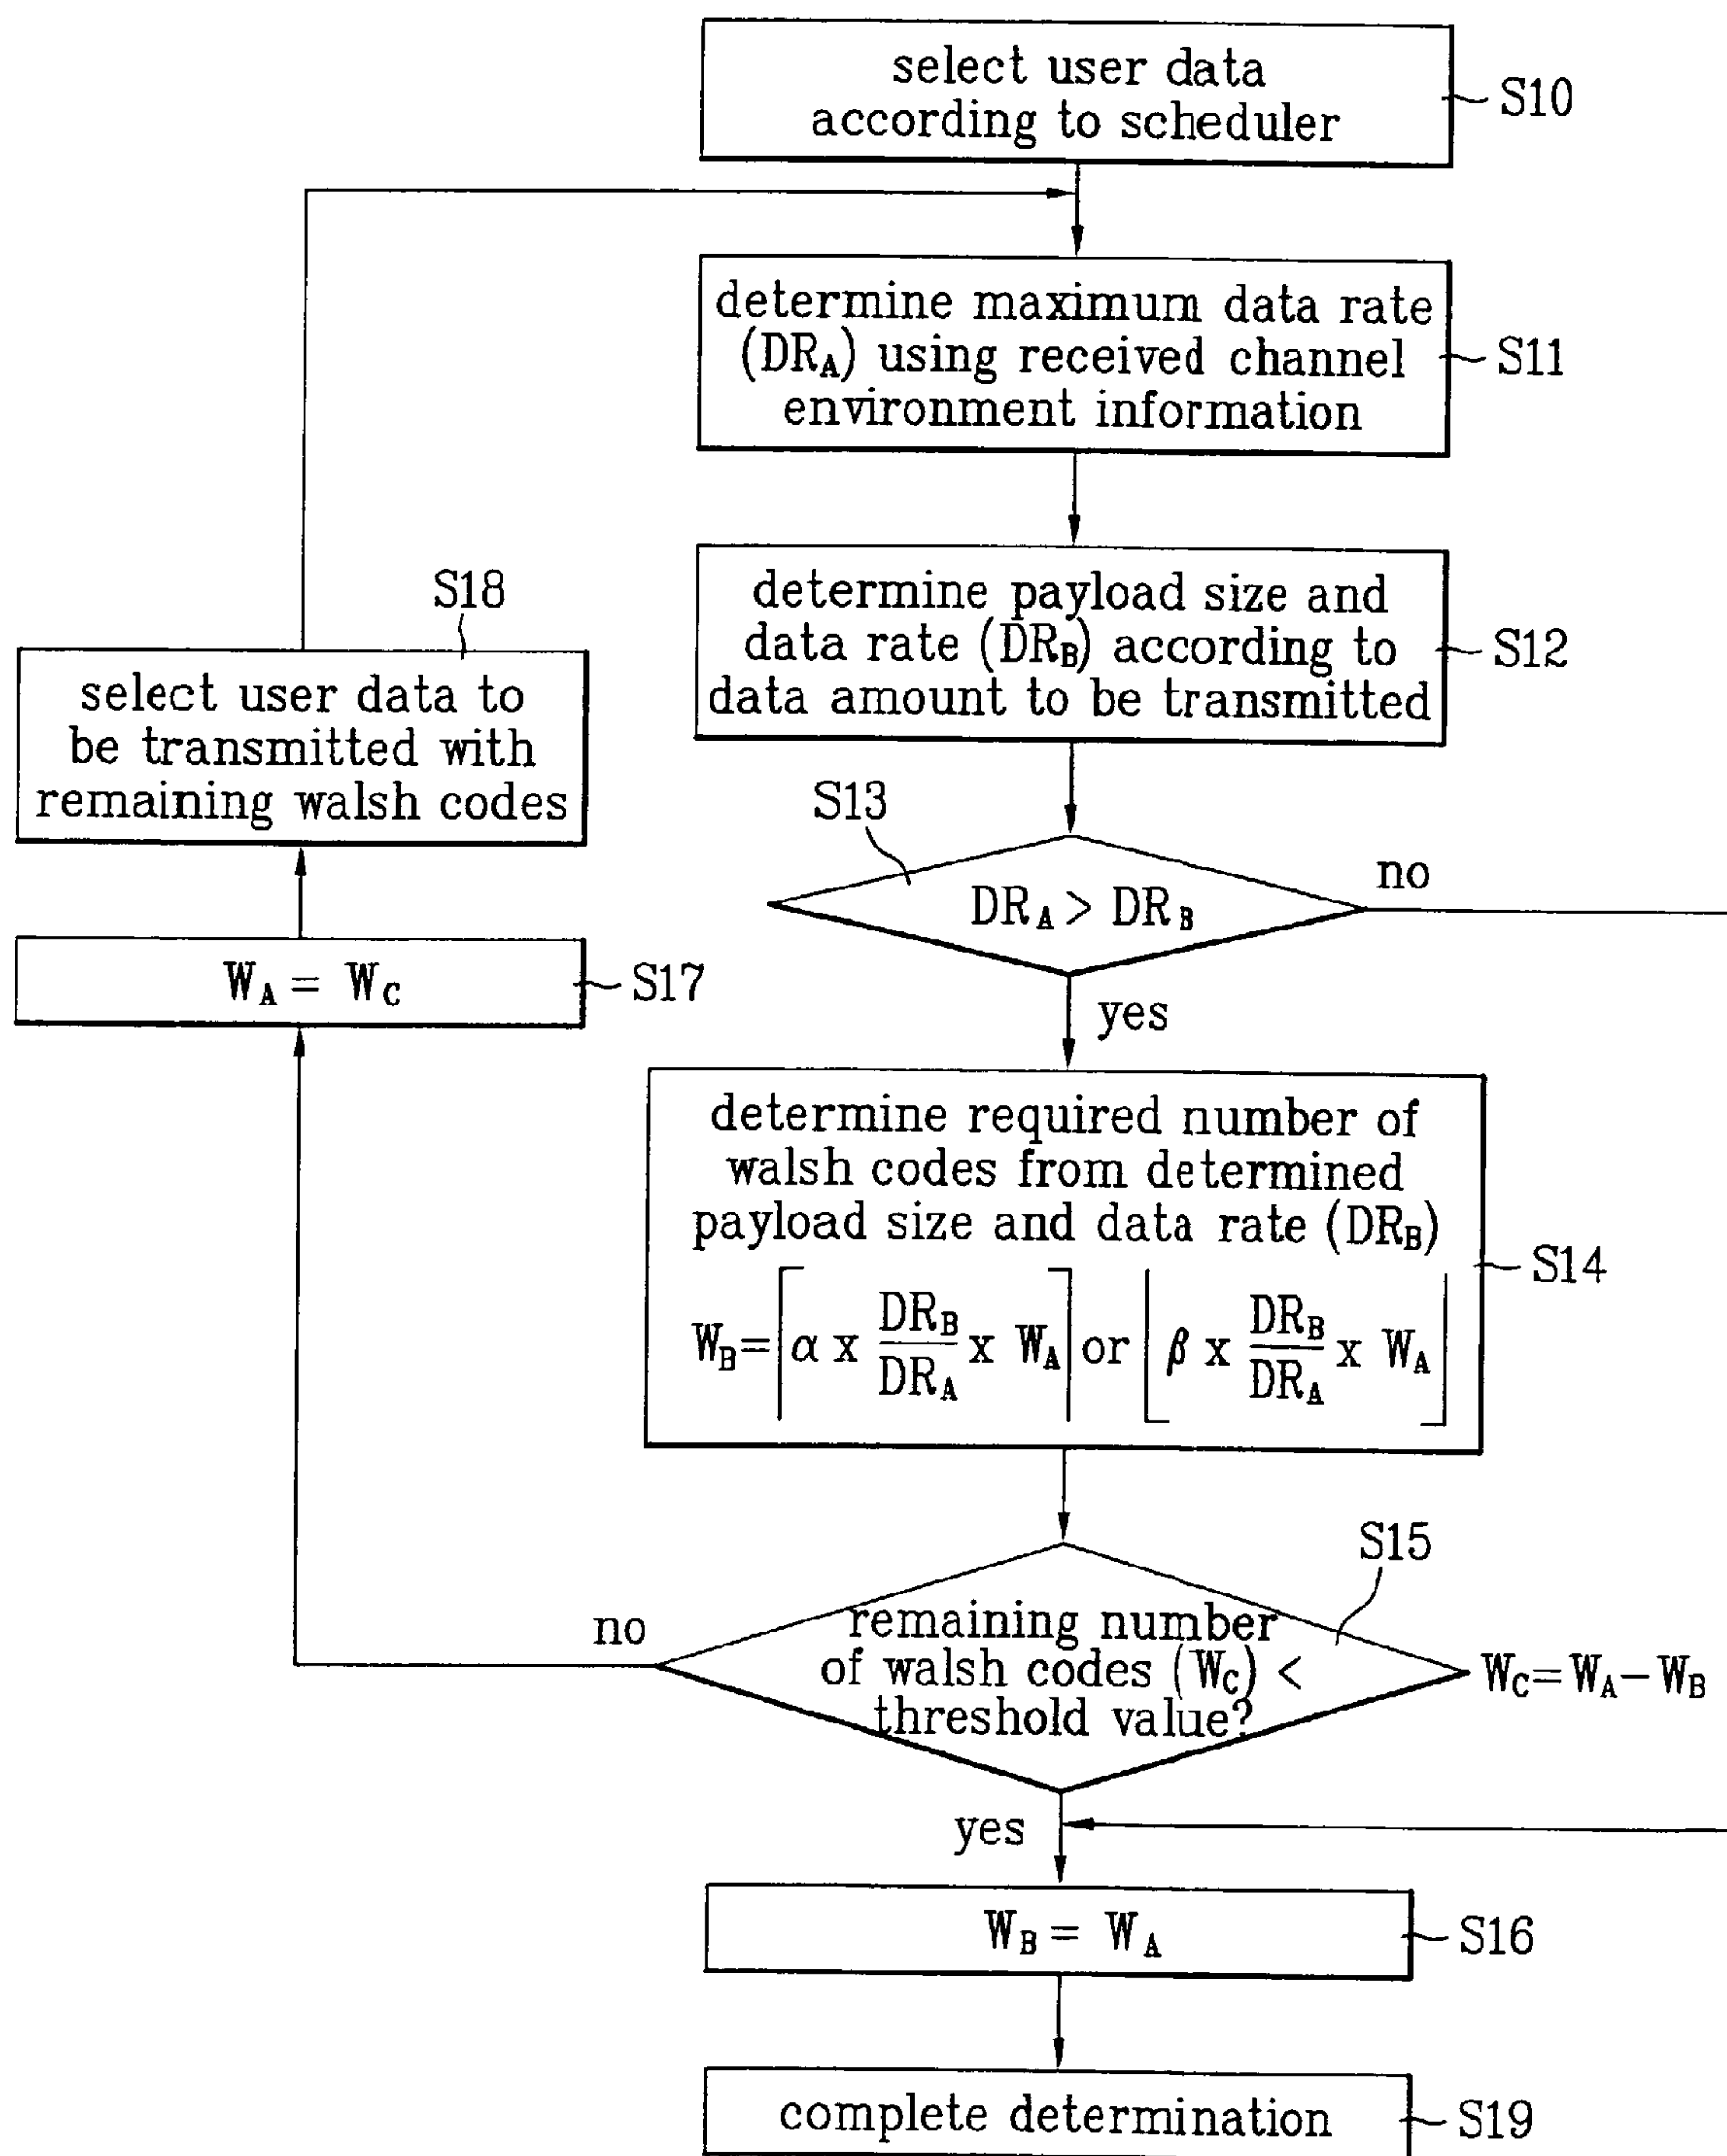 select user data
according to scheduler
S10
determine maximum data rate
(DRA) using received channel
environment information
S11
determine payload size and
data rate (DRB) according to
data amount to be transmitted
S12
S18
select user data to
be transmitted with
remaining walsh codes
S13
DRA > DRB
no
WA = WC
S17
yes
determine required number of
walsh codes from determined
payload size and data rate (DRB)
WB=⌈α x DRB/DRA x WA⌉ or ⌊β x DRB/DRA x WA⌋
S14
S15
no
remaining number
of walsh codes (WC) <
threshold value?
WC=WA-WB
yes
WB = WA
S16
complete determination
S19